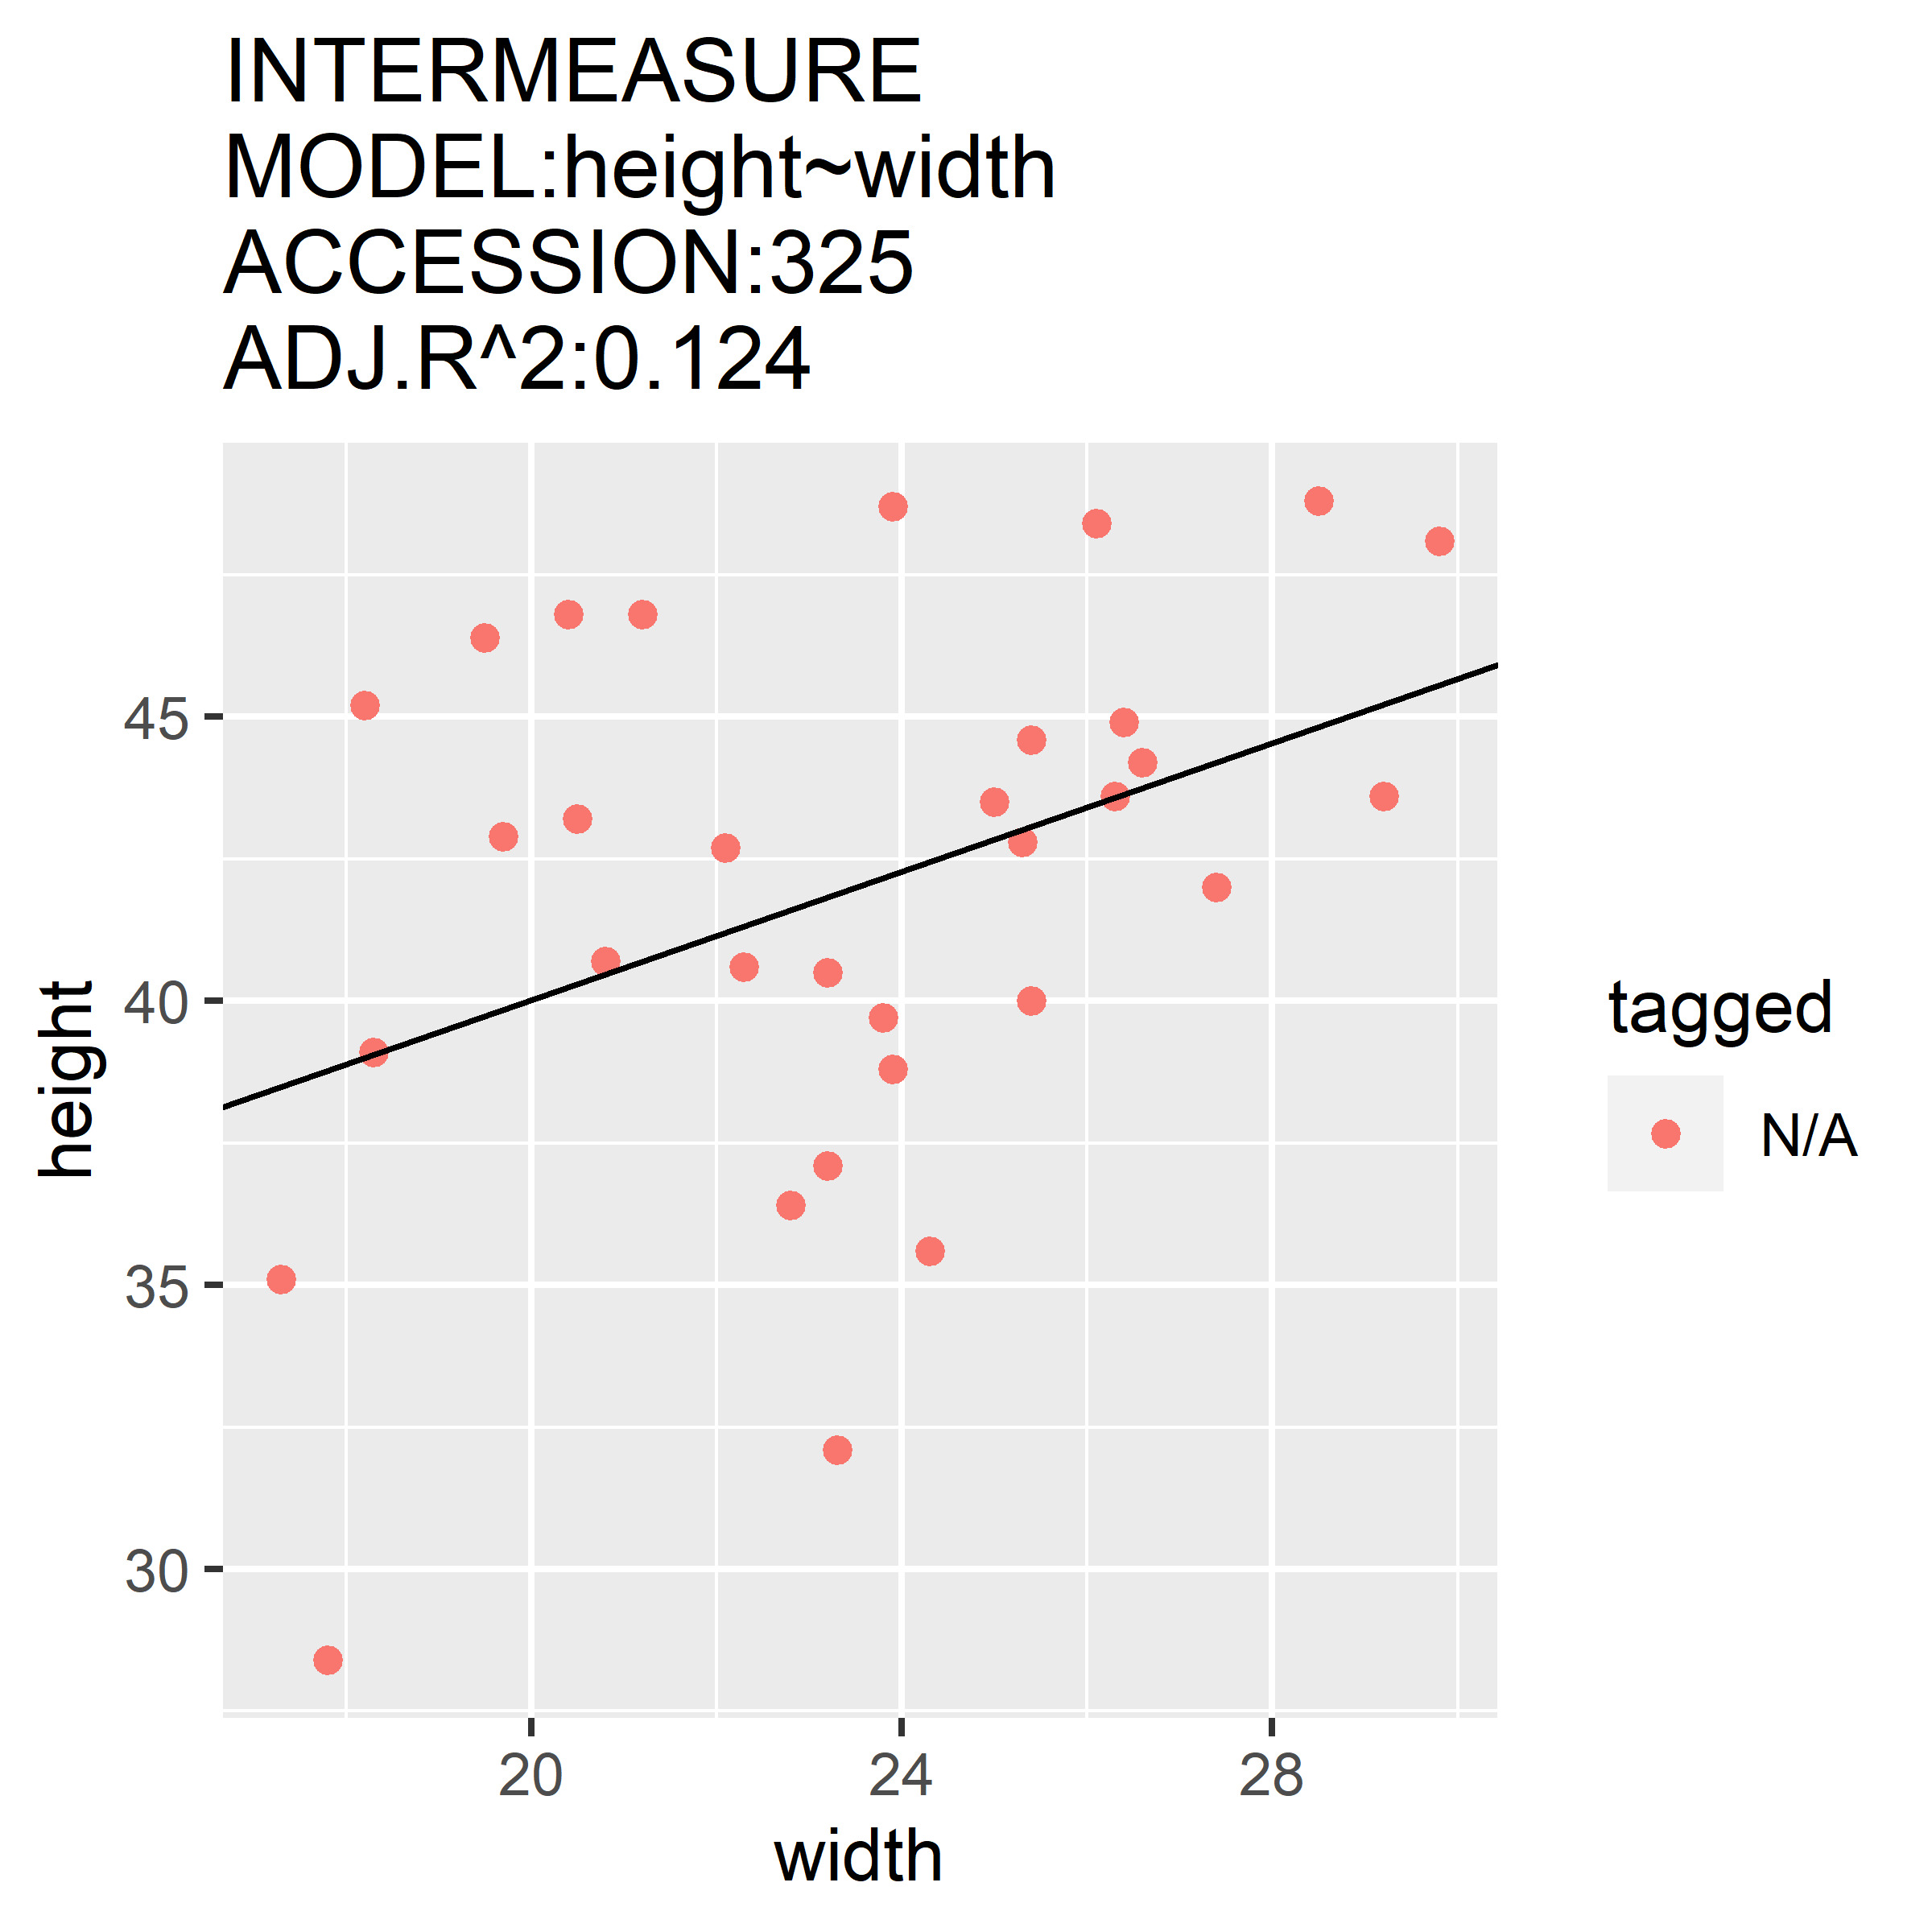 INTERMEASURE
MODEL:height~width
ACCESSION:325
ADJ.R^2:0.124
45
40
35
30
height
20 24 28
width
tagged
N/A